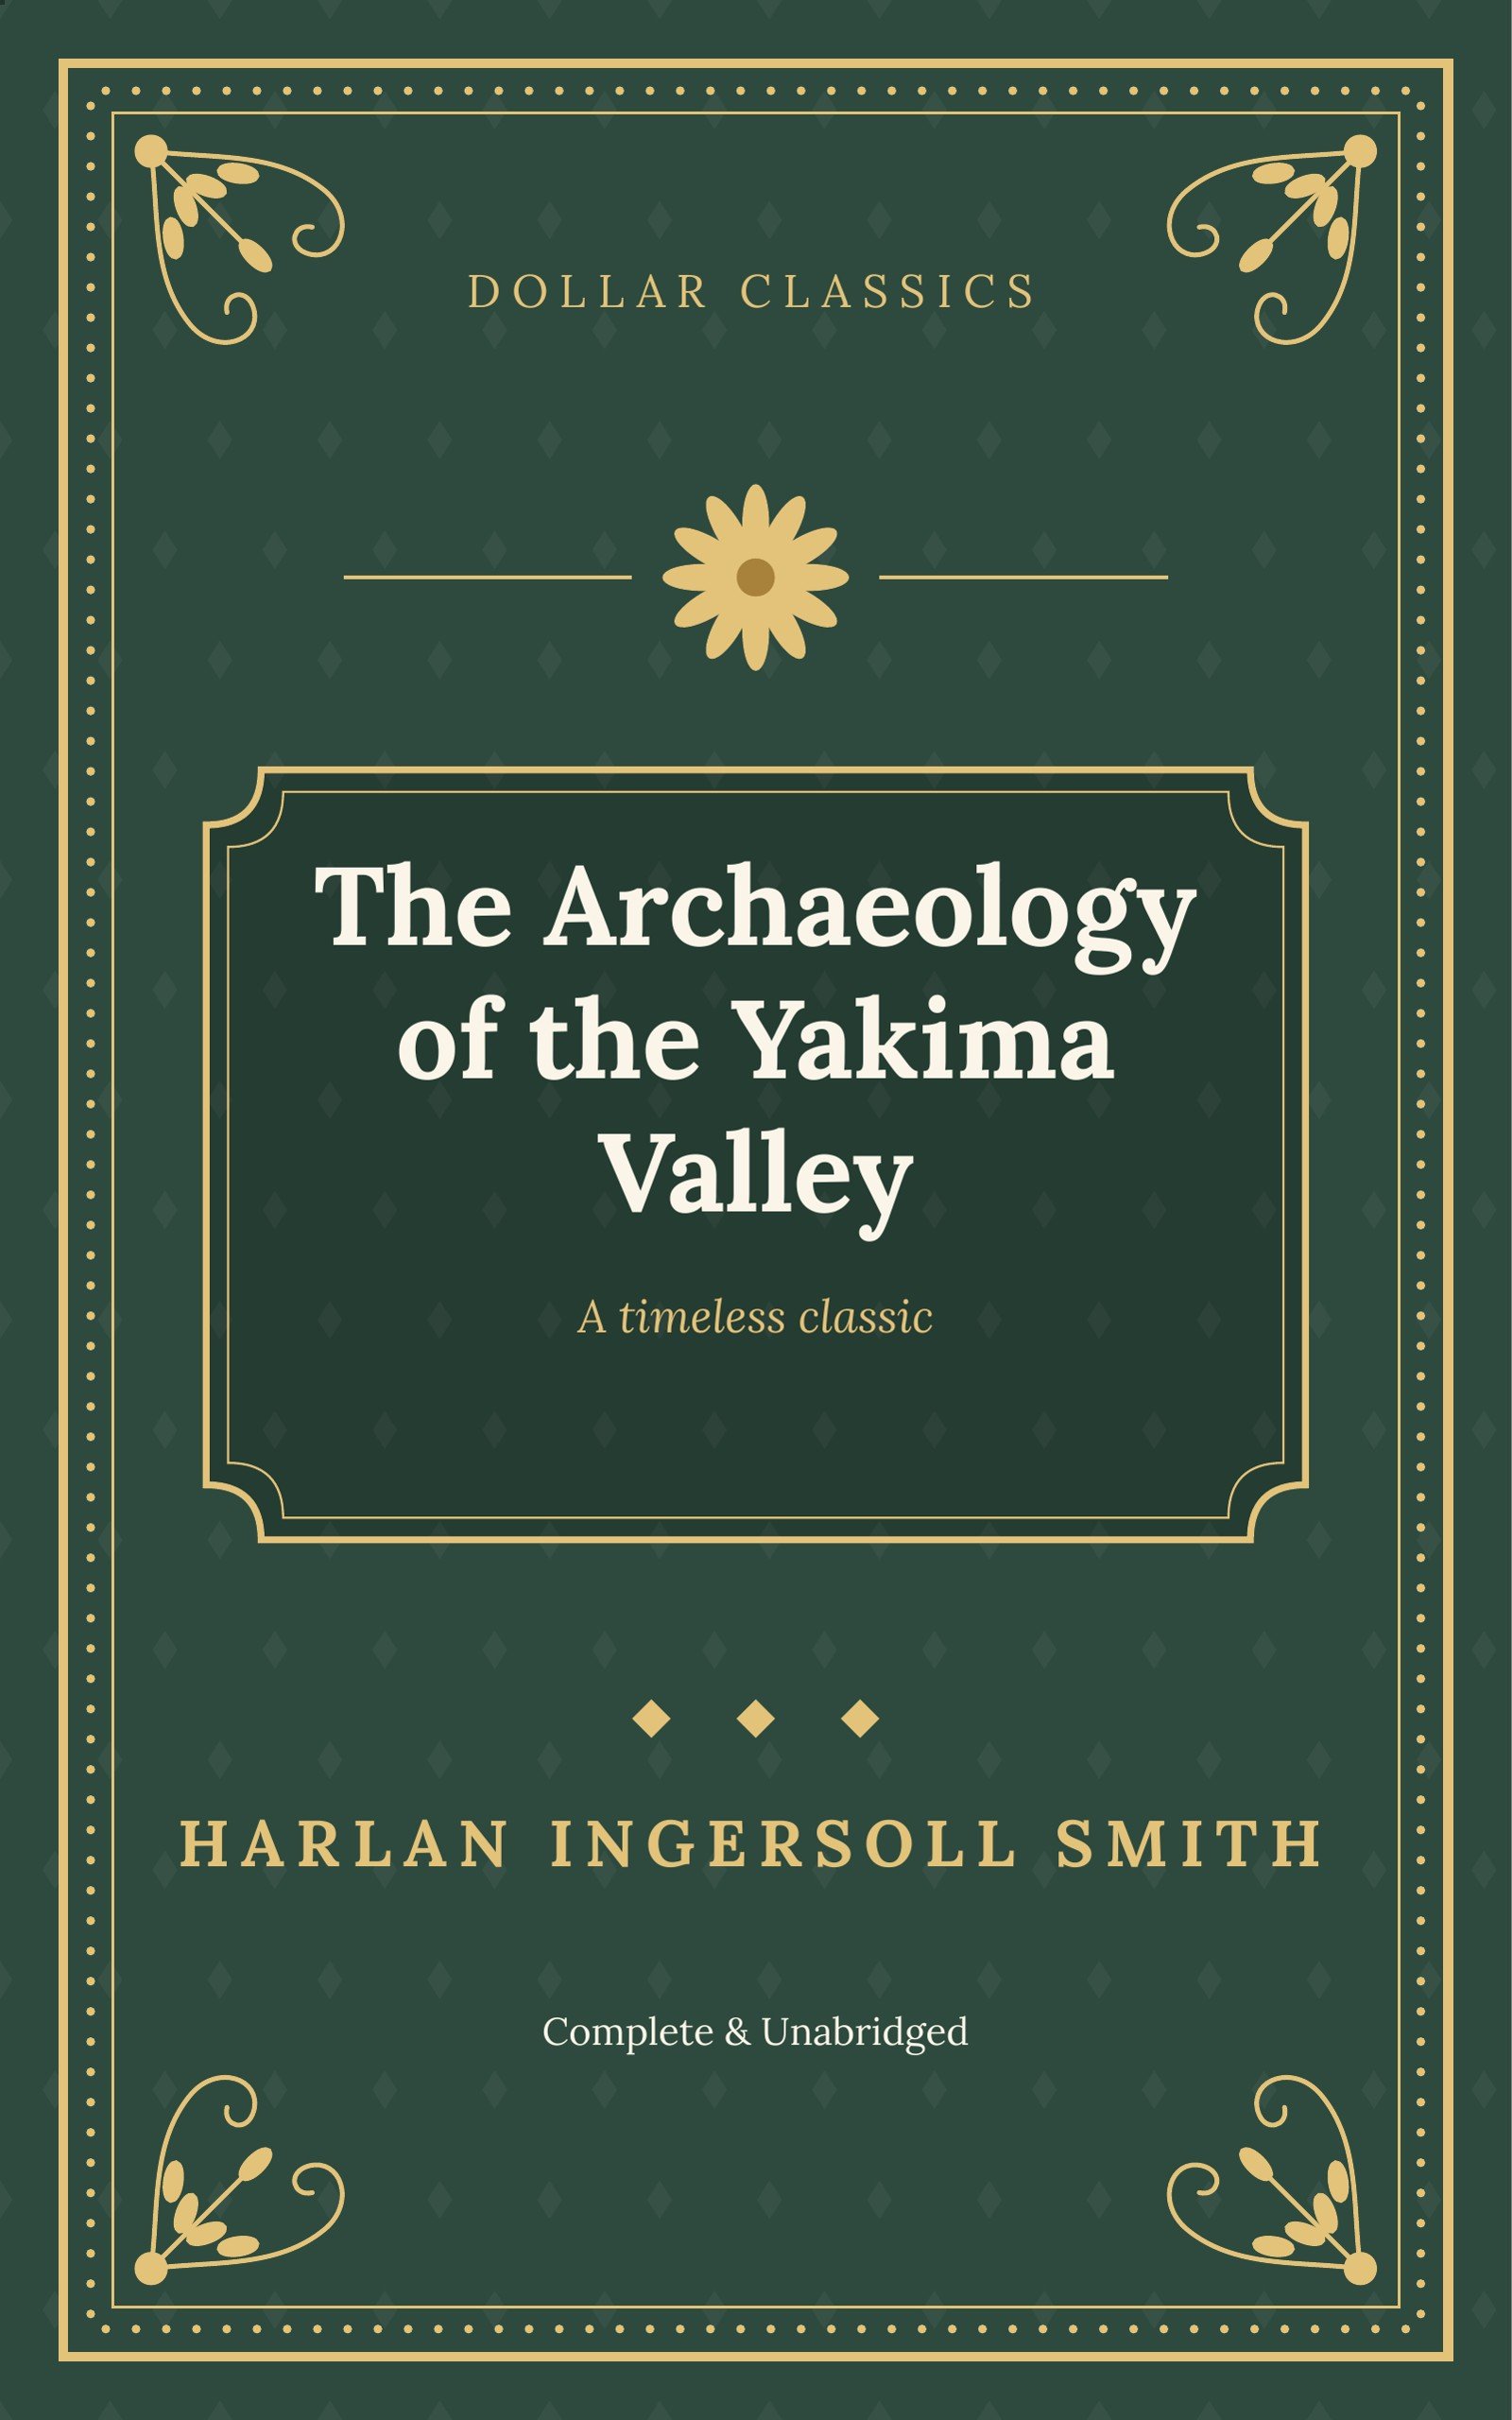 DOLLAR CLASSICS
The Archaeology
of the Yakima
Valley
A timeless classic
HARLAN INGERSOLL SMITH
Complete & Unabridged